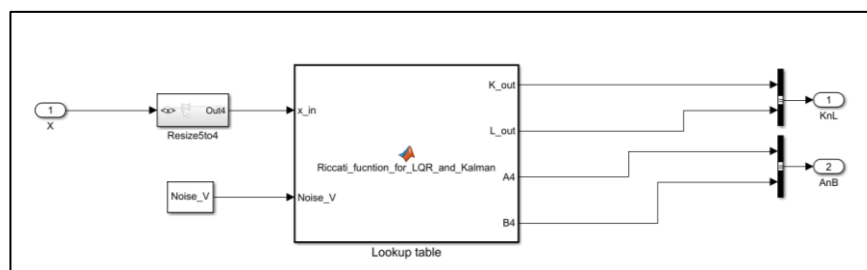 K_out
1
<x>
Out4
x_in
1
X
Resize5to4
KnL
L_out
Riccati_fucntion_for_LQR_and_Kalman
A4
2
AnB
Noise_V
Noise_V
B4
Lookup table